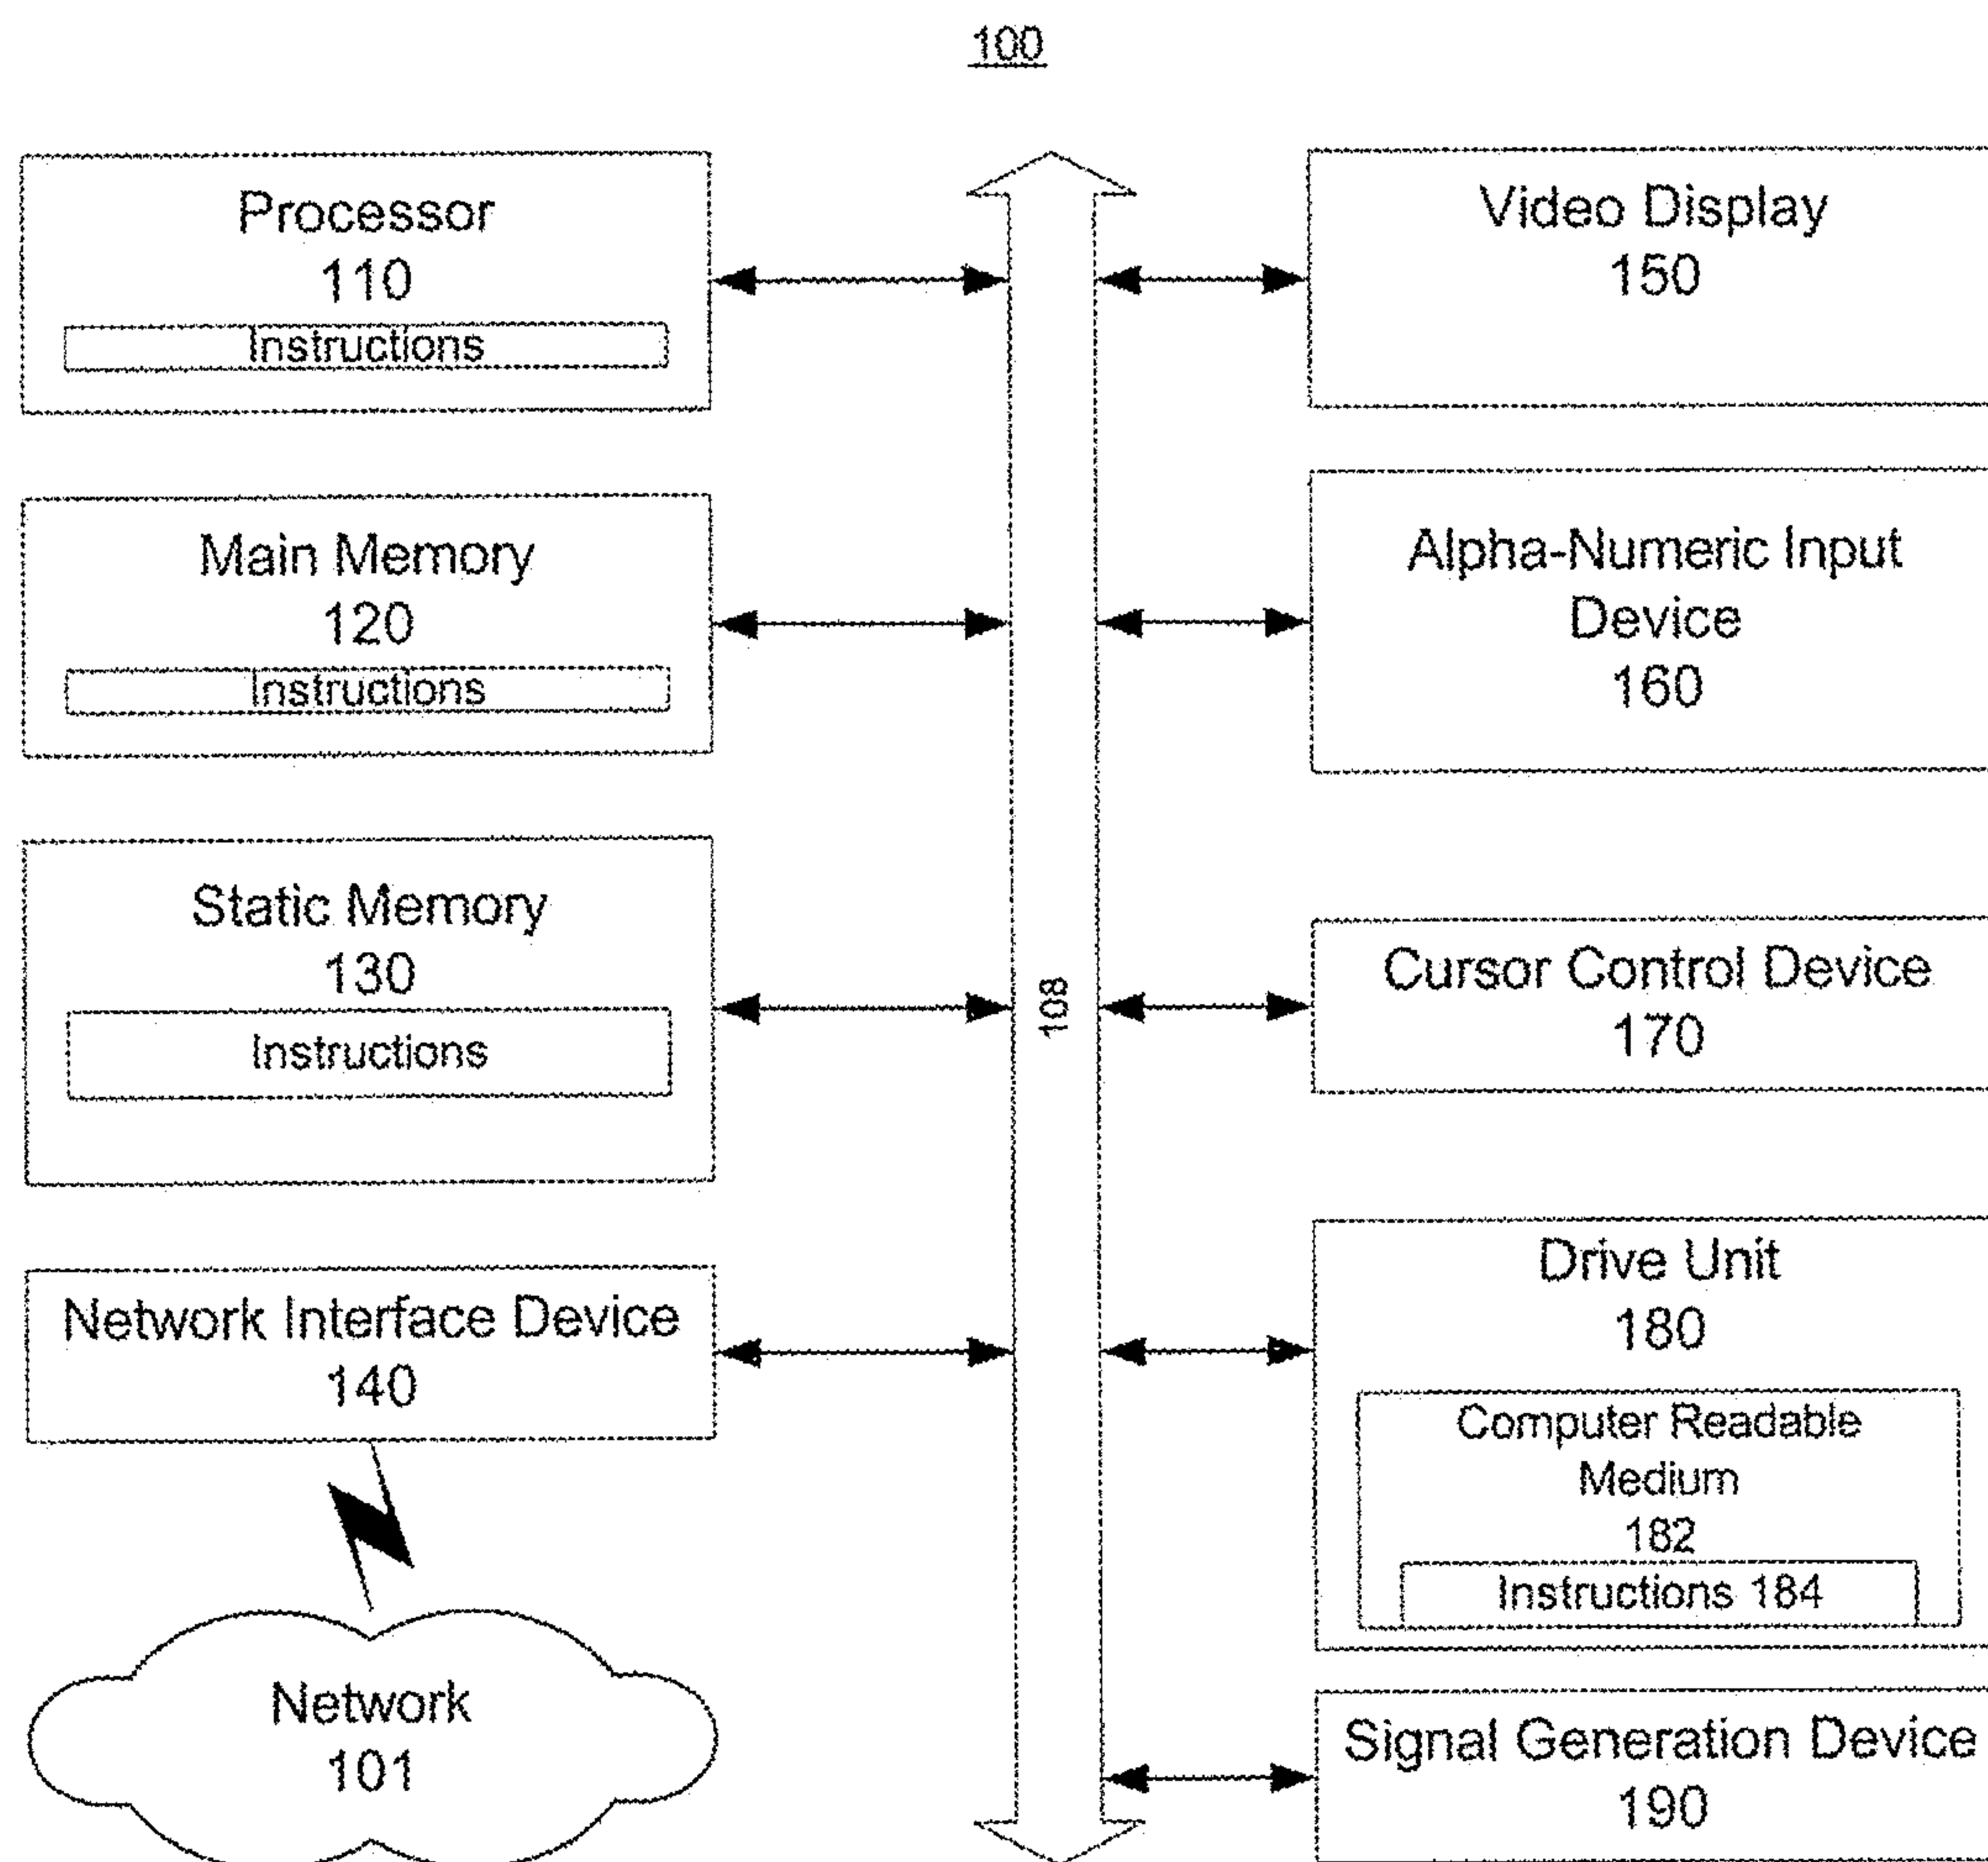 100
Processor
110
Instructions
Main Memory
120
Instructions
Static Memory
130
Instructions
Network Interface Device
140
Network
101
108
Video Display
150
Alpha-Numeric Input
Device
160
Cursor Control Device
170
Drive Unit
180
Computer Readable
Medium
182
Instructions 184
Signal Generation Device
190